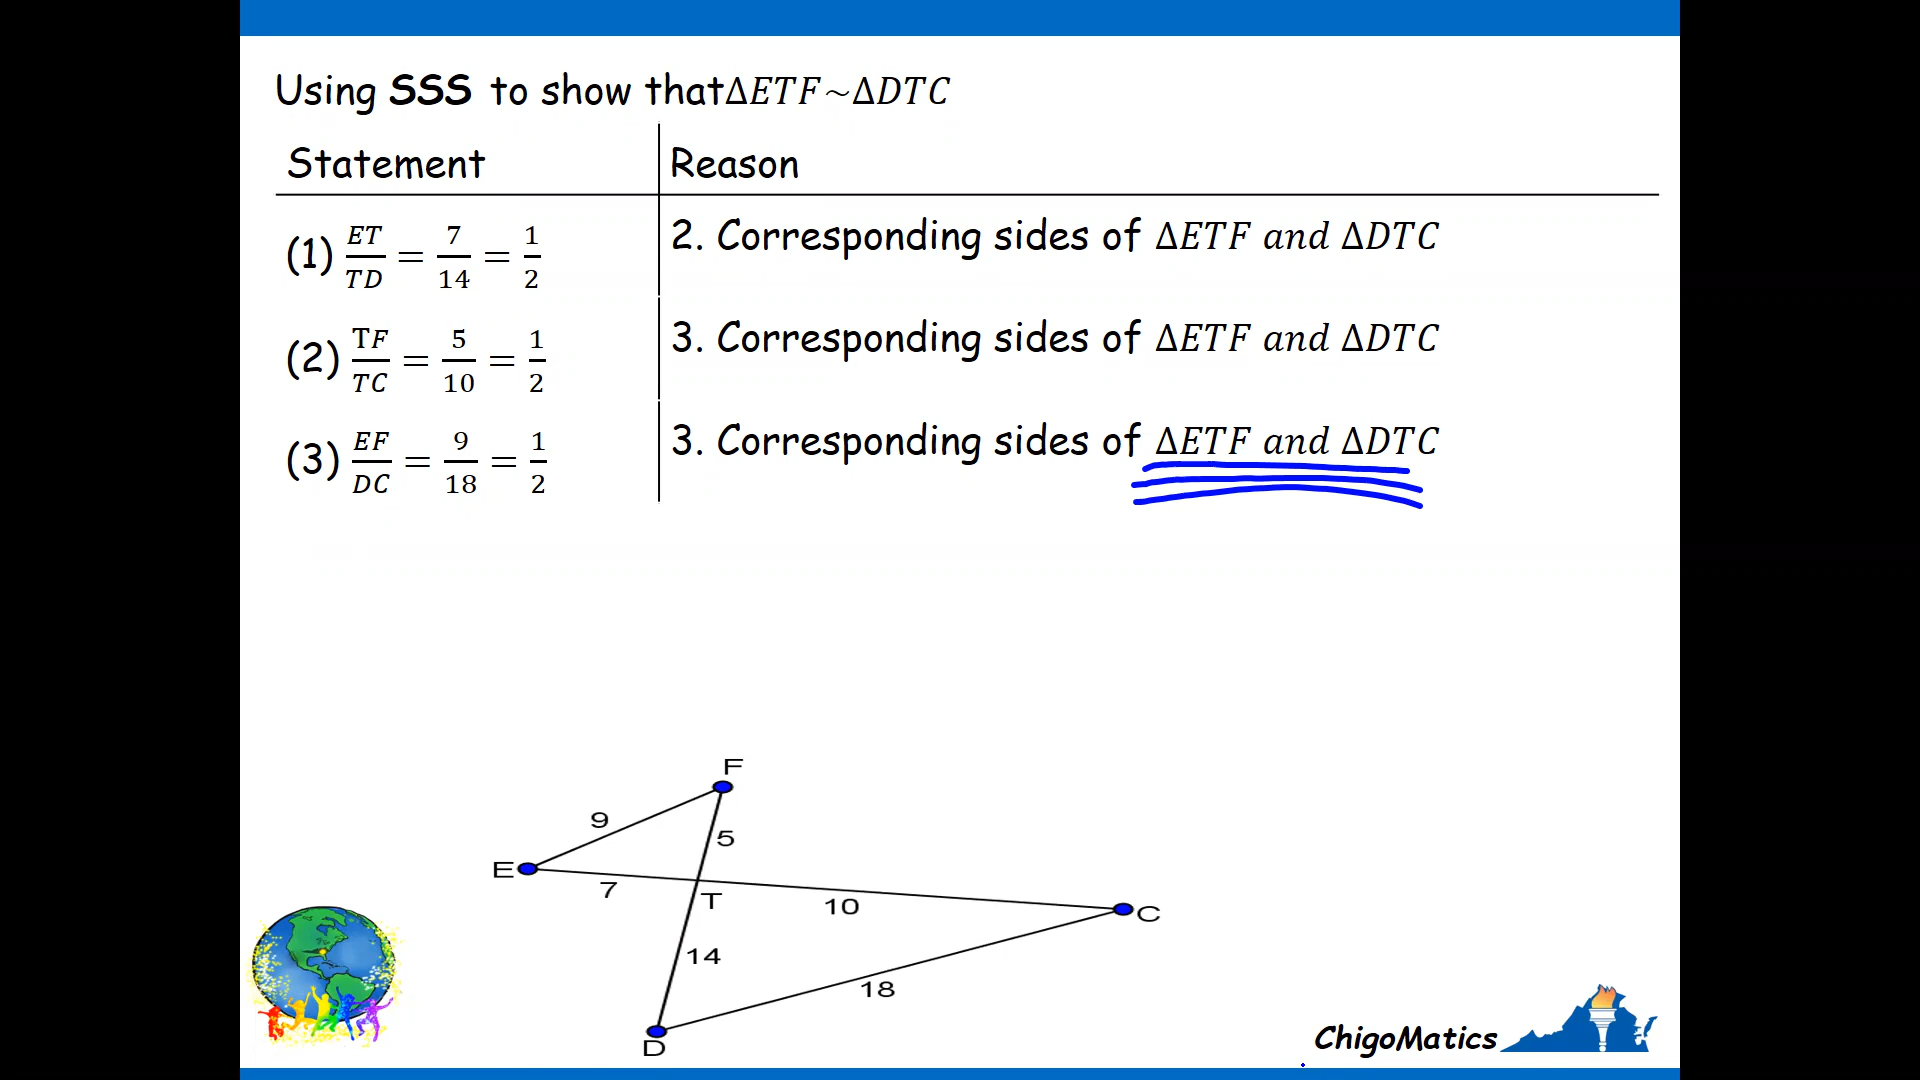 Using SSS to show thatΔETF~ΔDTC
Statement Reason
(1) ET/TD = 7/14 = 1/2 2. Corresponding sides of ΔETF and ΔDTC
(2) TF/TC = 5/10 = 1/2 3. Corresponding sides of ΔETF and ΔDTC
(3) EF/DC = 9/18 = 1/2 3. Corresponding sides of ΔETF and ΔDTC
F
9
5
E
7
T
10
C
14
18
D
ChigoMatics